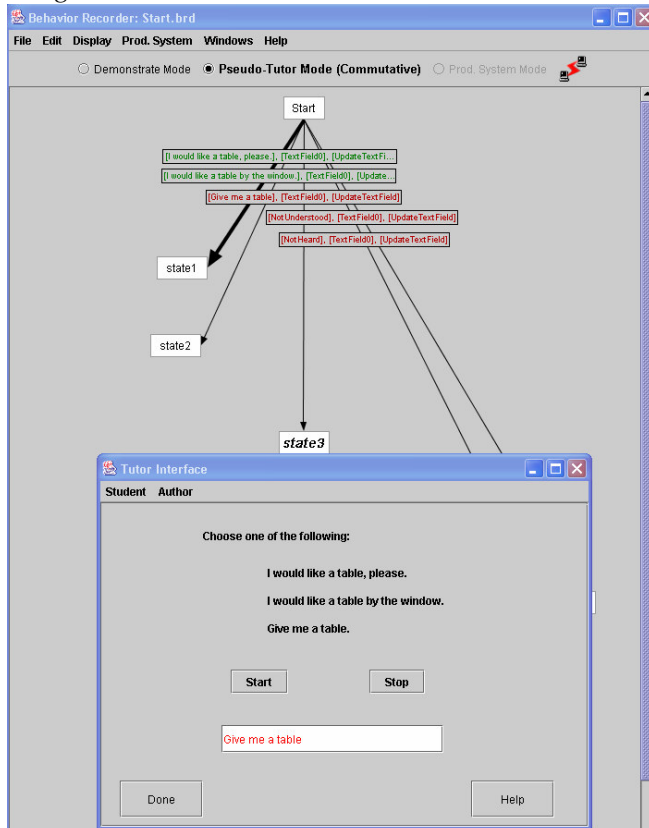 Behavior Recorder: Start.brd
File Edit Display Prod. System Windows Help
Demonstrate Mode Pseudo-Tutor Mode (Commutative) Prod. System Mode
Start
[I would like a table, please.], [TextField0], [UpdateTextFi...
[I would like a table by the window.], [TextField0], [Update...
[Give me a table], [TextField0], [UpdateTextField]
[NotUnderstood], [TextField0], [UpdateTextField]
[NotHeard], [TextField0], [UpdateTextField]
state1
state2
state3
Tutor Interface
Student Author
Choose one of the following:
I would like a table, please.
I would like a table by the window.
Give me a table.
Start Stop
Give me a table
Done Help